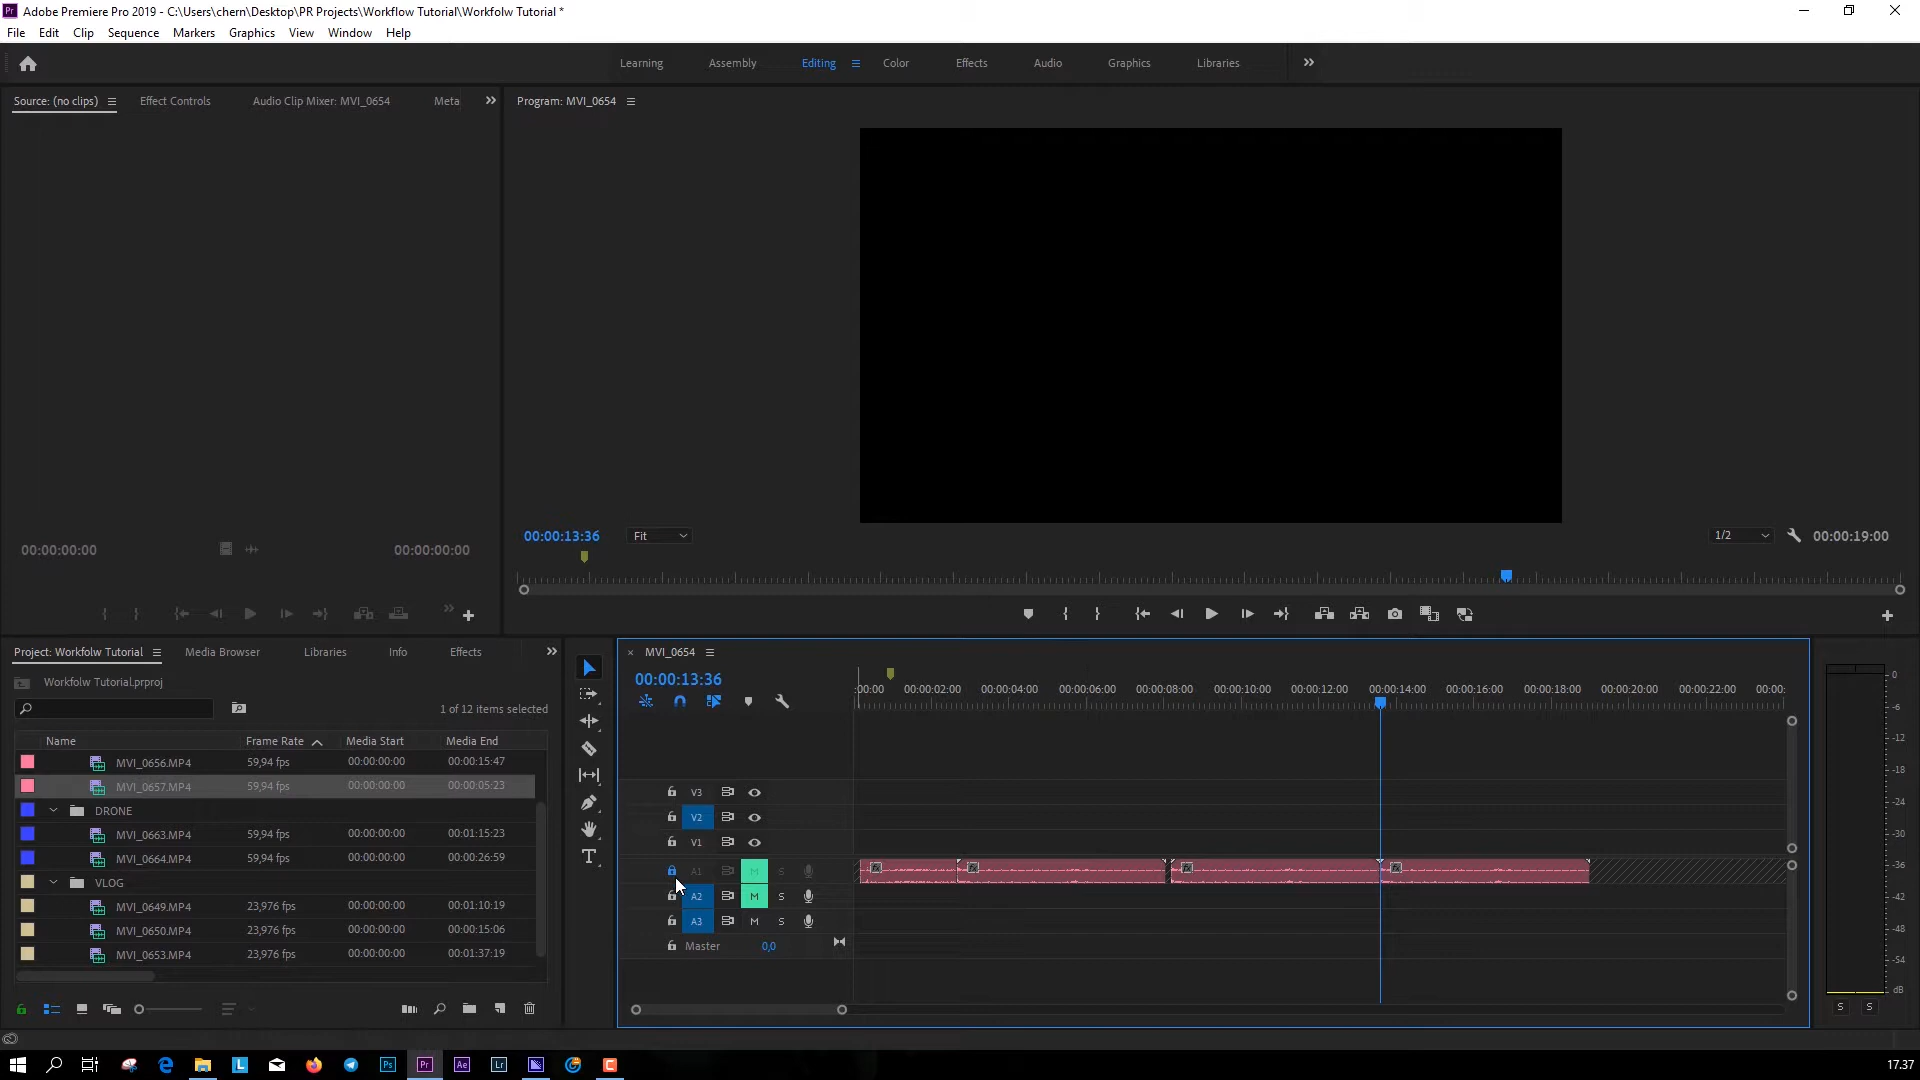 Adobe Premiere Pro 2019 - C:\Users\chern\Desktop\PR Projects\Workflow Tutorial\Workfolw Tutorial *
File Edit Clip Sequence Markers Graphics View Window Help
Learning Assembly Editing Color Effects Audio Graphics Libraries
Source: (no clips) Effect Controls Audio Clip Mixer: MVI_0654 Meta
Program: MVI_0654
00:00:00:00 00:00:00:00
00:00:13:36 Fit 1/2 00:00:19:00
Project: Workfolw Tutorial Media Browser Libraries Info Effects
Workfolw Tutorial.prproj
1 of 12 items selected
Name Frame Rate Media Start Media End
MVI_0656.MP4 59,94 fps 00:00:00:00 00:00:15:47
MVI_0657.MP4 59,94 fps 00:00:00:00 00:00:05:23
DRONE
MVI_0663.MP4 59,94 fps 00:00:00:00 00:01:15:23
MVI_0664.MP4 59,94 fps 00:00:00:00 00:00:26:59
VLOG
MVI_0649.MP4 23,976 fps 00:00:00:00 00:01:10:19
MVI_0650.MP4 23,976 fps 00:00:00:00 00:00:15:06
MVI_0653.MP4 23,976 fps 00:00:00:00 00:01:37:19
× MVI_0654
00:00:13:36
:00:00 00:00:02:00 00:00:04:00 00:00:06:00 00:00:08:00 00:00:10:00 00:00:12:00 00:00:14:00 00:00:16:00 00:00:18:00 00:00:20:00 00:00:22:00 00:00:
V3
V2
V1
A1 M S
A2 M S
A3 M S
Master 0,0
fx fx fx fx
0
-6
-12
-18
-24
-30
-36
-42
-48
-54
dB
S S
Pr
Ps Pr Ae Lr
L
C
17.37